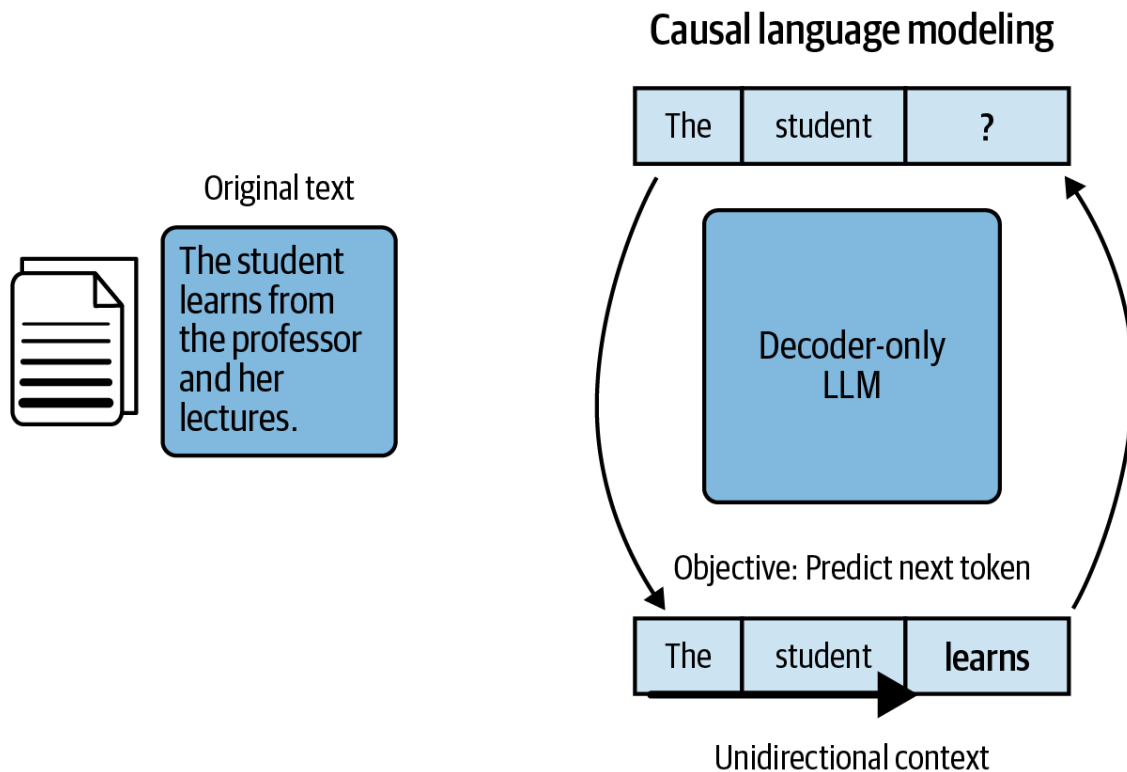 Causal language modeling
The student ?
Original text
The student
learns from
the professor
and her
lectures.
Decoder-only
LLM
Objective: Predict next token
The student learns
Unidirectional context